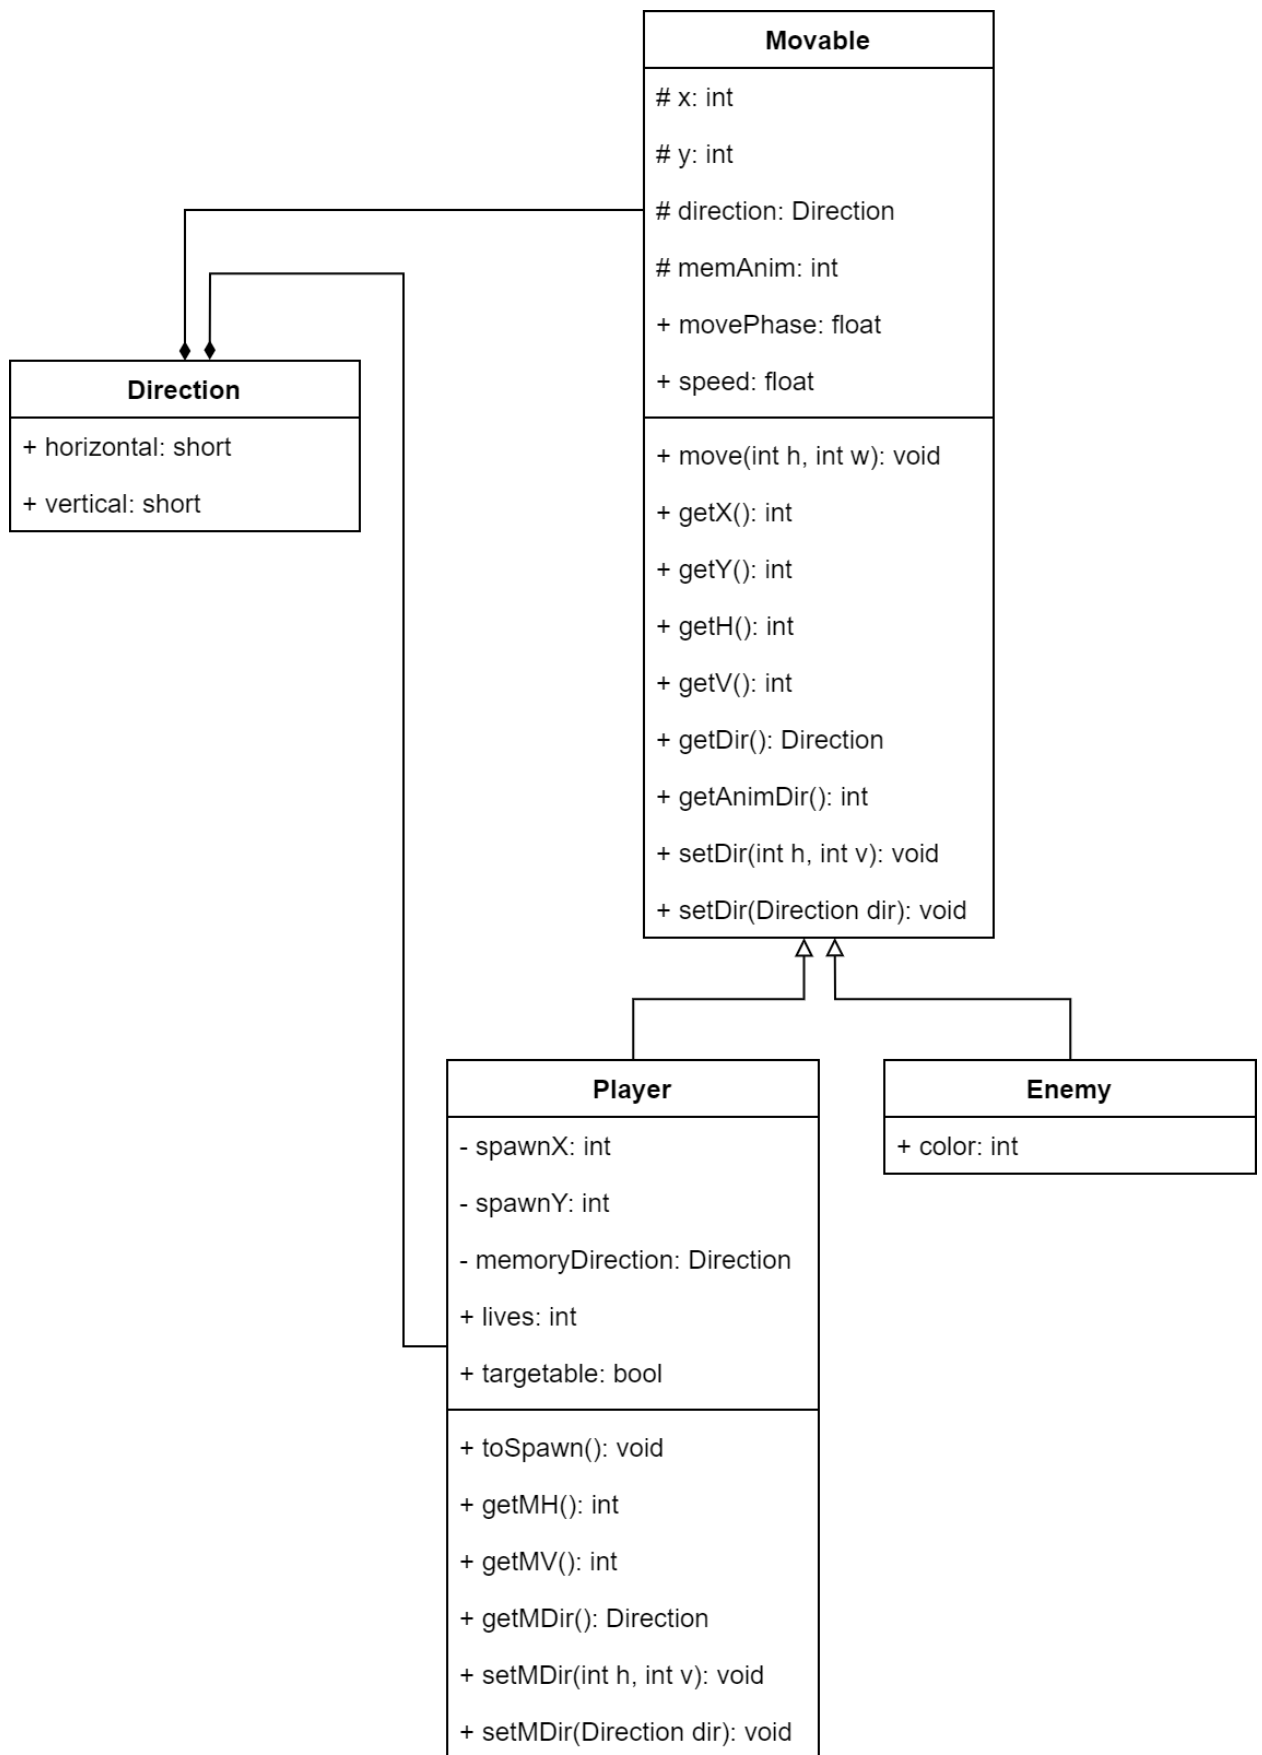 Movable
# x: int
# y: int
# direction: Direction
# memAnim: int
+ movePhase: float
+ speed: float
+ move(int h, int w): void
+ getX(): int
+ getY(): int
+ getH(): int
+ getV(): int
+ getDir(): Direction
+ getAnimDir(): int
+ setDir(int h, int v): void
+ setDir(Direction dir): void
Direction
+ horizontal: short
+ vertical: short
Player
- spawnX: int
- spawnY: int
- memoryDirection: Direction
+ lives: int
+ targetable: bool
+ toSpawn(): void
+ getMH(): int
+ getMV(): int
+ getMDir(): Direction
+ setMDir(int h, int v): void
+ setMDir(Direction dir): void
Enemy
+ color: int